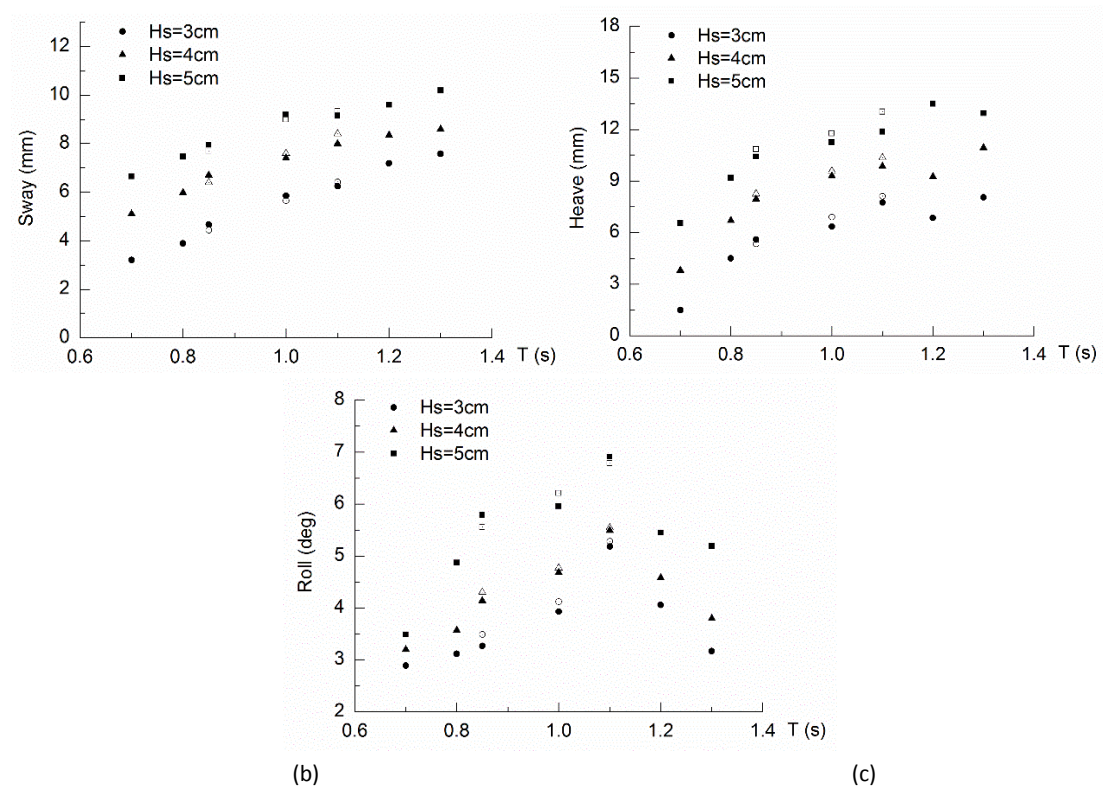 Hs=3cm
Hs=4cm
Hs=5cm
Sway (mm)
12
10
8
6
4
2
0
0.6 0.8 1.0 1.2 1.4 T (s)
Hs=3cm
Hs=4cm
Hs=5cm
Heave (mm)
18
15
12
9
6
3
0
0.6 0.8 1.0 1.2 1.4 T (s)
Hs=3cm
Hs=4cm
Hs=5cm
Roll (deg)
8
7
6
5
4
3
2
0.6 0.8 1.0 1.2 1.4 T (s)
(b) (c)